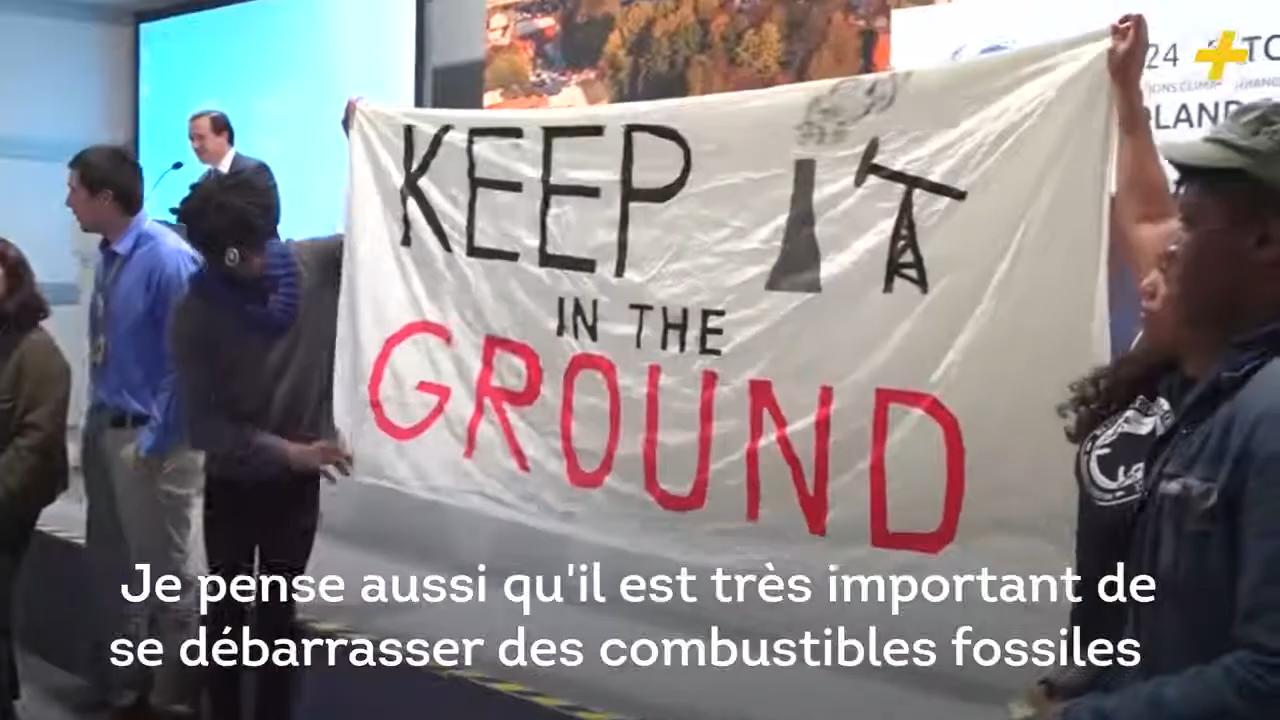 24
KEEP IT
IN THE
GROUND
Je pense aussi qu'il est très important de
se débarrasser des combustibles fossiles